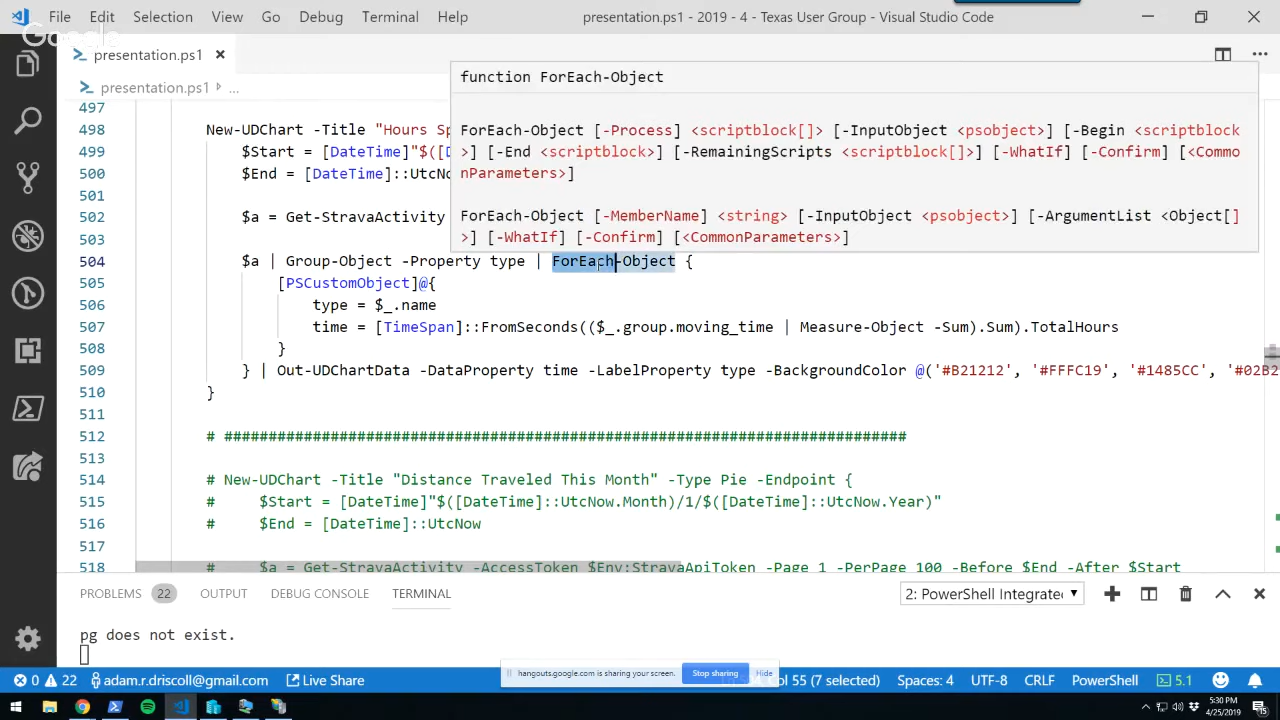 File Edit Selection View Go Debug Terminal Help presentation.ps1 - 2019 - 4 - Texas User Group - Visual Studio Code
Google
presentation.ps1
presentation.ps1 ...
function ForEach-Object
ForEach-Object [-Process] <scriptblock[]> [-InputObject <psobject>] [-Begin <scriptblock
>] [-End <scriptblock>] [-RemainingScripts <scriptblock[]>] [-WhatIf] [-Confirm] [<Commo
nParameters>]
ForEach-Object [-MemberName] <string> [-InputObject <psobject>] [-ArgumentList <Object[]
>] [-WhatIf] [-Confirm] [<CommonParameters>]
497
498 New-UDChart -Title "Hours Sp
499 $Start = [DateTime]"$([D
500 $End = [DateTime]::UtcNo
501
502 $a = Get-StravaActivity
503
504 $a | Group-Object -Property type | ForEach-Object {
505 [PSCustomObject]@{
506 type = $_.name
507 time = [TimeSpan]::FromSeconds(($_.group.moving_time | Measure-Object -Sum).Sum).TotalHours
508 }
509 } | Out-UDChartData -DataProperty time -LabelProperty type -BackgroundColor @('#B21212', '#FFFC19', '#1485CC', '#02B2
510 }
511
512 # #############################################################################
513
514 # New-UDChart -Title "Distance Traveled This Month" -Type Pie -Endpoint {
515 # $Start = [DateTime]"$([DateTime]::UtcNow.Month)/1/$([DateTime]::UtcNow.Year)"
516 # $End = [DateTime]::UtcNow
517
518 # $a = Get-StravaActivity -AccessToken $Env:StravaApiToken -Page 1 -PerPage 100 -Before $End -After $Start
PROBLEMS 22 OUTPUT DEBUG CONSOLE TERMINAL 2: PowerShell Integrate
pg does not exist.
hangouts.google.com is sharing your screen. Stop sharing Hide
0 22 adam.r.driscoll@gmail.com Live Share ol 55 (7 selected) Spaces: 4 UTF-8 CRLF PowerShell 5.1
5:30 PM
4/25/2019
15